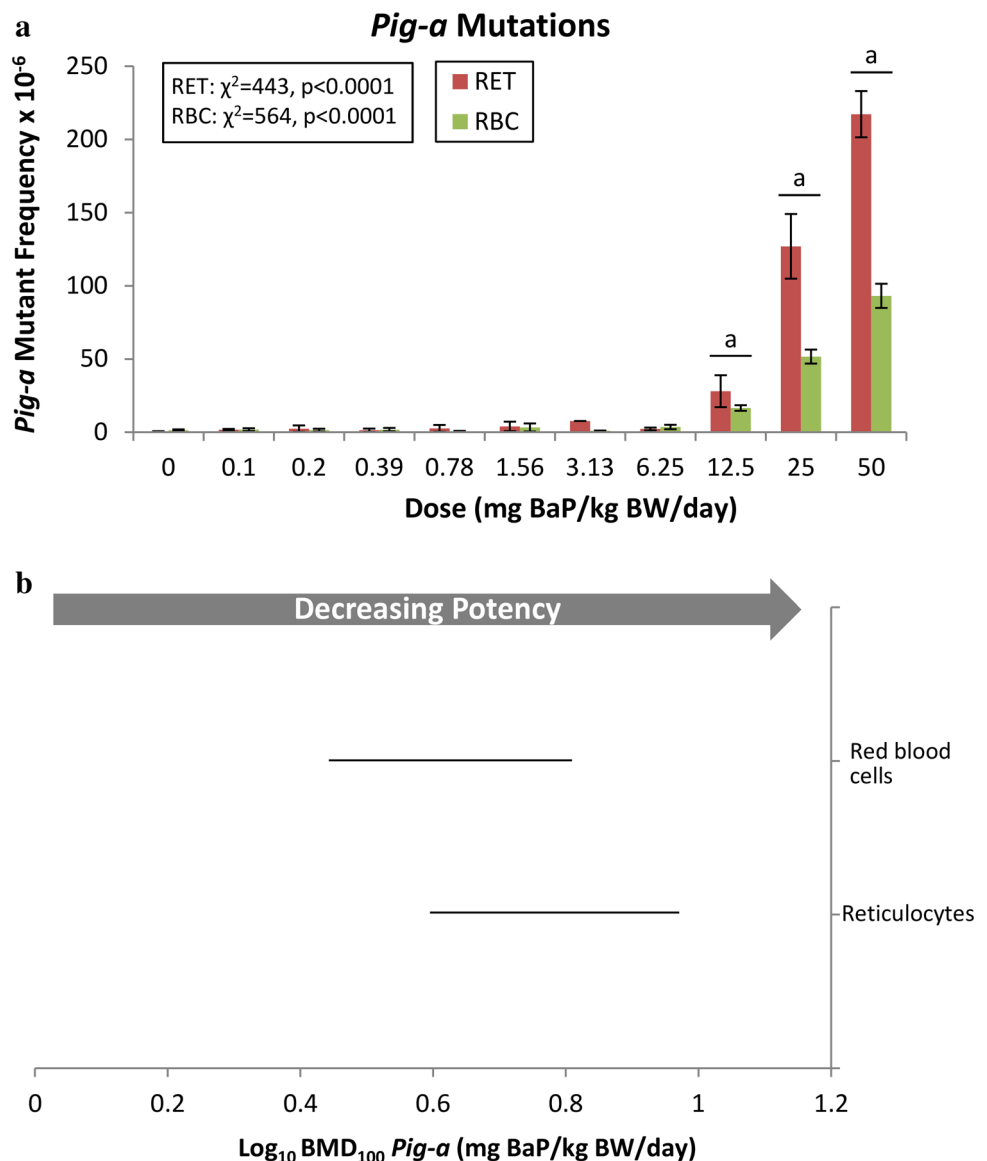 a
Pig-a Mutations
Pig-a Mutant Frequency x 10⁻⁶
250
200
150
100
50
0
RET: χ²=443, p<0.0001
RBC: χ²=564, p<0.0001
RET
RBC
a
a
a
0 0.1 0.2 0.39 0.78 1.56 3.13 6.25 12.5 25 50
Dose (mg BaP/kg BW/day)
b
Decreasing Potency
Red blood
cells
Reticulocytes
0 0.2 0.4 0.6 0.8 1 1.2
Log₁₀ BMD₁₀₀ Pig-a (mg BaP/kg BW/day)